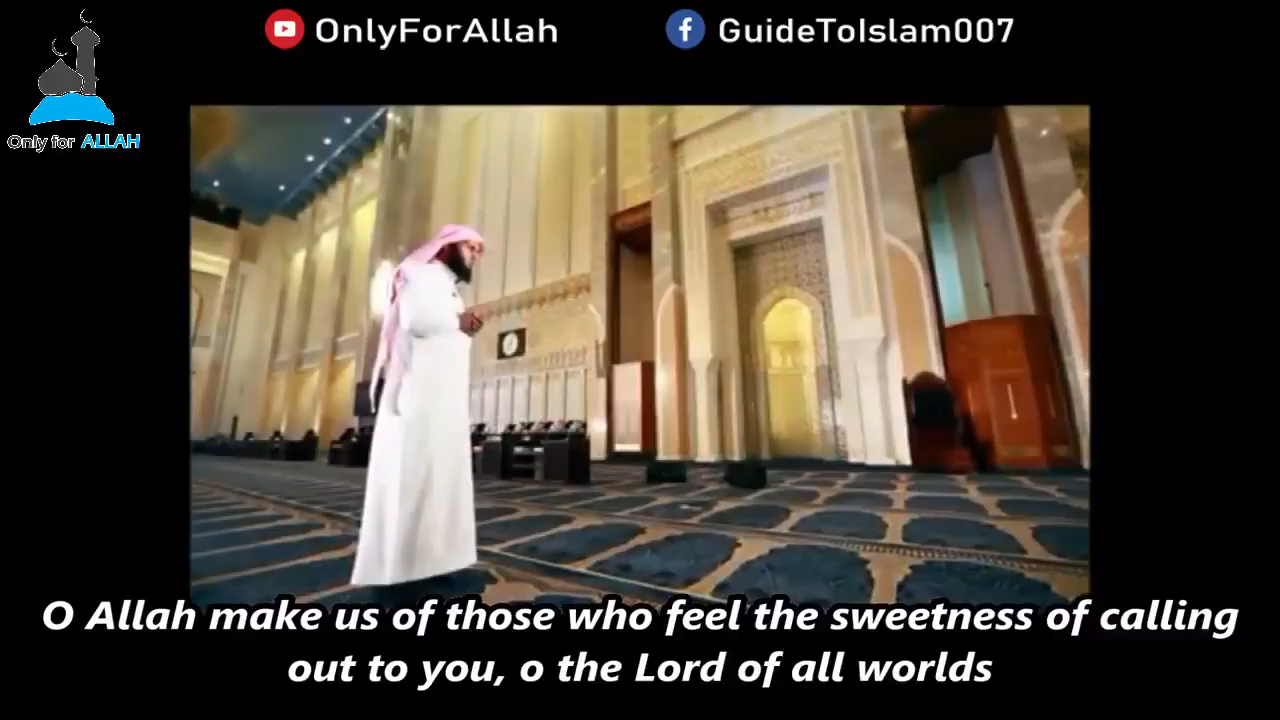 OnlyForAllah
GuideToIslam007
Only for ALLAH
O Allah make us of those who feel the sweetness of calling
out to you, o the Lord of all worlds